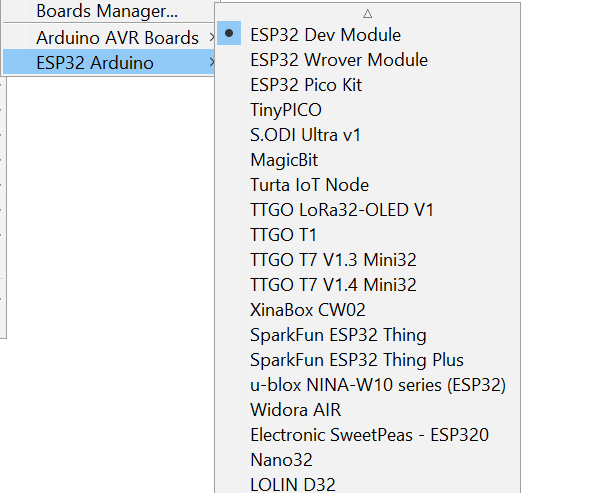 Boards Manager...
Arduino AVR Boards
ESP32 Arduino
ESP32 Dev Module
ESP32 Wrover Module
ESP32 Pico Kit
TinyPICO
S.ODI Ultra v1
MagicBit
Turta IoT Node
TTGO LoRa32-OLED V1
TTGO T1
TTGO T7 V1.3 Mini32
TTGO T7 V1.4 Mini32
XinaBox CW02
SparkFun ESP32 Thing
SparkFun ESP32 Thing Plus
u-blox NINA-W10 series (ESP32)
Widora AIR
Electronic SweetPeas - ESP320
Nano32
LOLIN D32